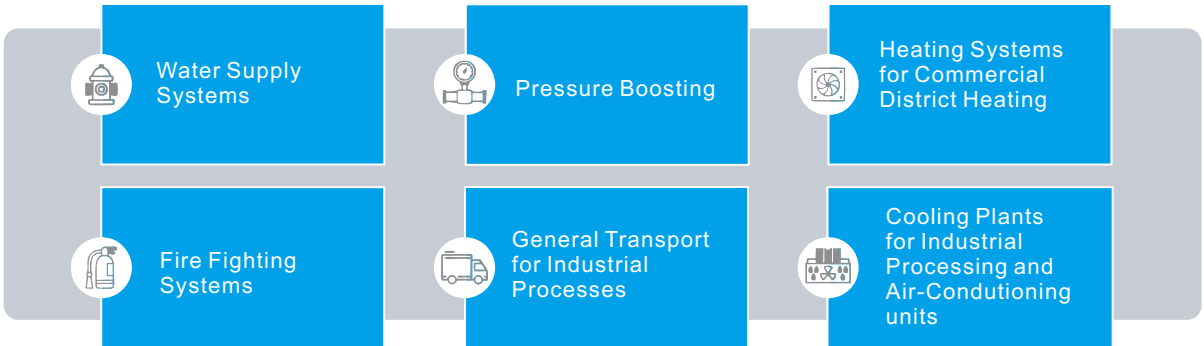 Water Supply
Systems
Pressure Boosting
Heating Systems
for Commercial
District Heating
Fire Fighting
Systems
General Transport
for Industrial
Processes
Cooling Plants
for Industrial
Processing and
Air-Condutioning
units